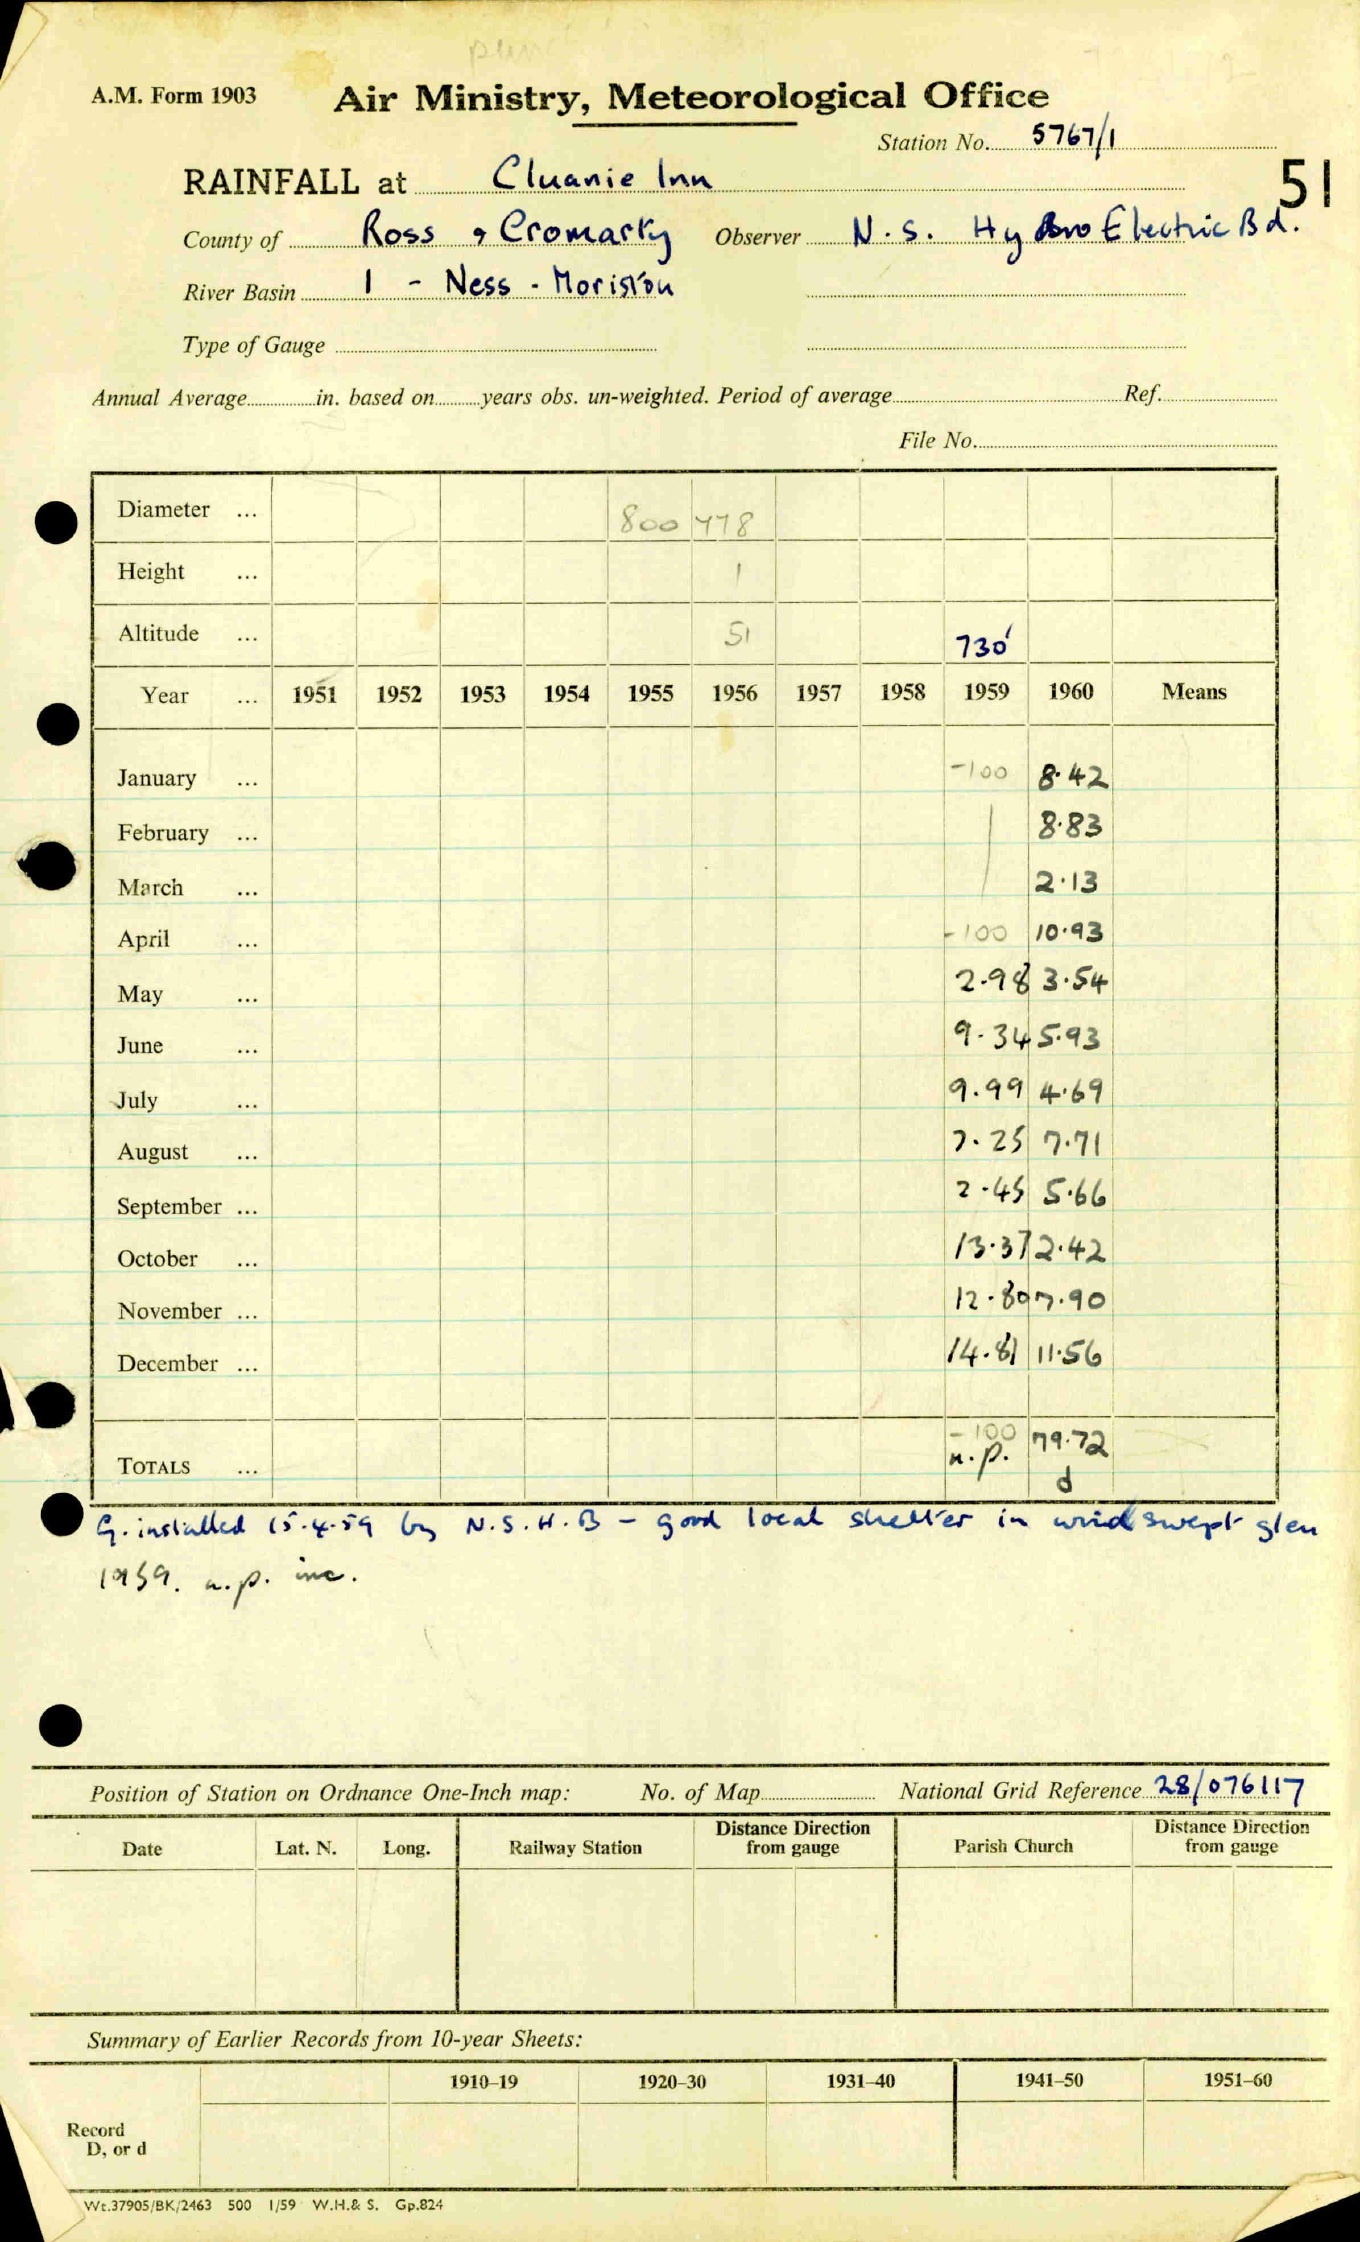 A.M. Form 1903 Air Ministry, Meteorological Office
Station No. 5767/1
RAINFALL at Cluanie Inn 51
County of Ross & Cromarty Observer N.S. Hydro Electric Bd.
River Basin 1 - Ness - Moriston
Type of Gauge
Annual Average in. based on years obs. un-weighted. Period of average Ref.
File No.
Diameter ... 800 778
Height ... 1
Altitude ... 51 730'
Year ... 1951 1952 1953 1954 1955 1956 1957 1958 1959 1960 Means
January ... -100 8.42
February ... 8.83
March ... 2.13
April ... -100 10.93
May ... 2.98 3.54
June ... 9.34 5.93
July ... 9.99 4.69
August ... 7.25 7.71
September ... 2.45 5.66
October ... 13.37 2.42
November ... 12.80 7.90
December ... 14.81 11.56
TOTALS ... -100 n.p. 79.72 d
G. installed 15.4.59 by N.S.H.B - good local shelter in windswept glen
1959. n.p. inc.
Position of Station on Ordnance One-Inch map: No. of Map National Grid Reference 28/076117
Date Lat. N. Long. Railway Station Distance Direction from gauge Parish Church Distance Direction from gauge
Summary of Earlier Records from 10-year Sheets:
1910–19 1920–30 1931–40 1941–50 1951–60
Record
D, or d
Wt.37905/BK/2463 500 1/59 W.H.& S. Gp.824